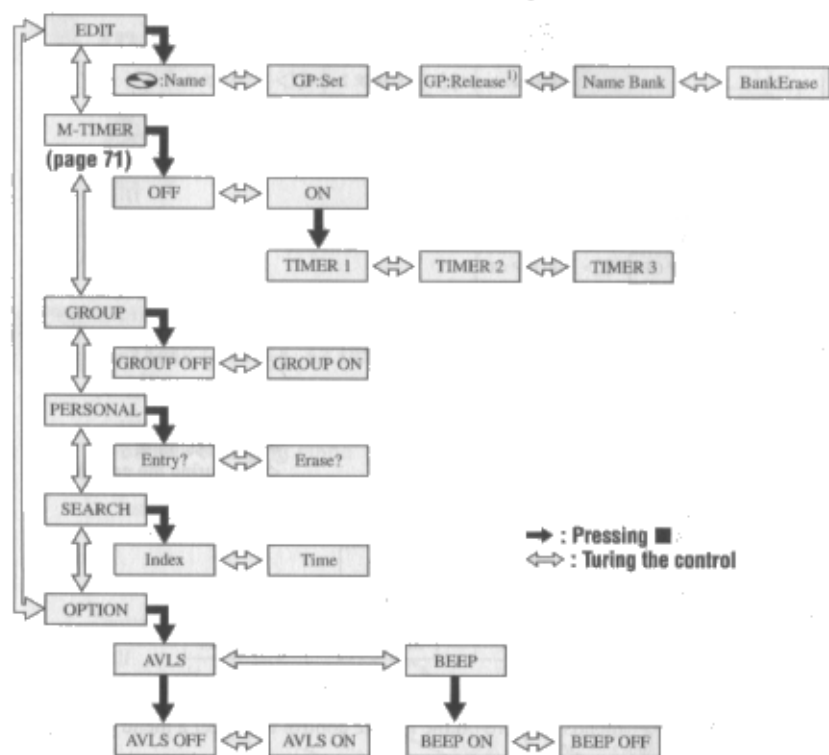 EDIT
:Name GP:Set GP:Release1) Name Bank BankErase
M-TIMER
(page 71)
OFF ON
TIMER 1 TIMER 2 TIMER 3
GROUP
GROUP OFF GROUP ON
PERSONAL
Entry? Erase?
SEARCH
Index Time
: Pressing ■
: Turing the control
OPTION
AVLS BEEP
AVLS OFF AVLS ON BEEP ON BEEP OFF